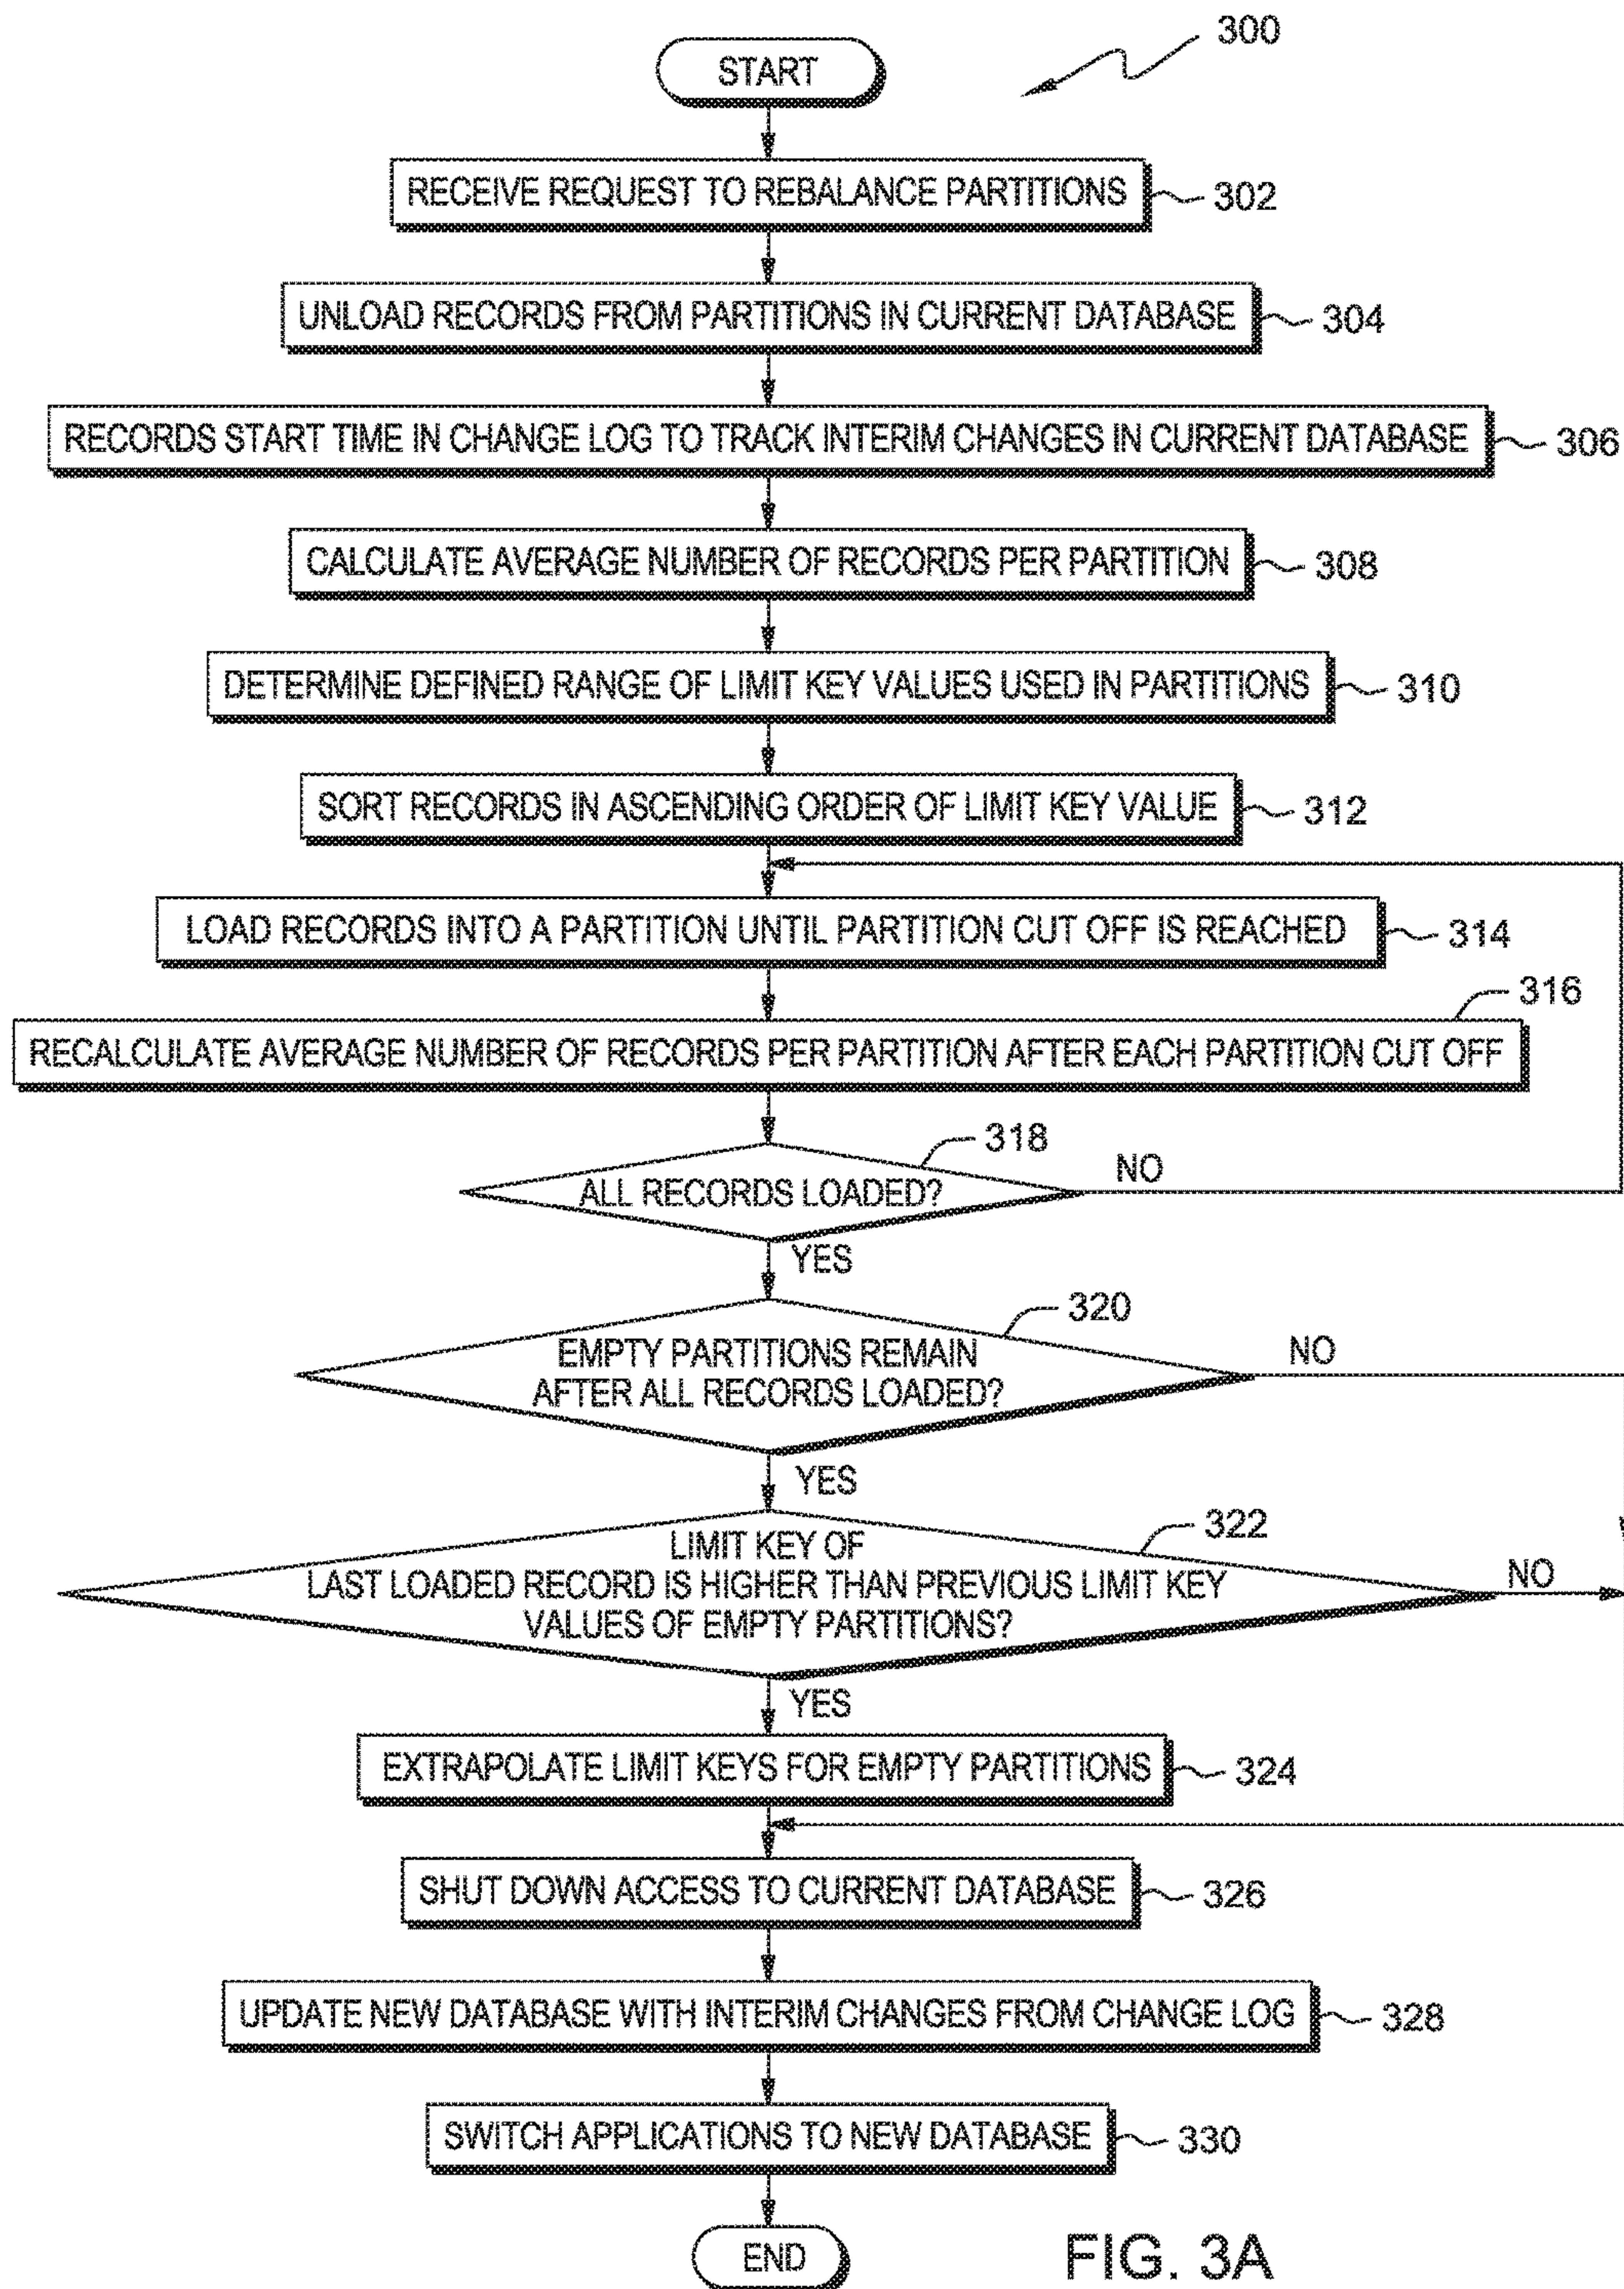 300
START
RECEIVE REQUEST TO REBALANCE PARTITIONS
302
UNLOAD RECORDS FROM PARTITIONS IN CURRENT DATABASE
304
RECORDS START TIME IN CHANGE LOG TO TRACK INTERIM CHANGES IN CURRENT DATABASE
306
CALCULATE AVERAGE NUMBER OF RECORDS PER PARTITION
308
DETERMINE DEFINED RANGE OF LIMIT KEY VALUES USED IN PARTITIONS
310
SORT RECORDS IN ASCENDING ORDER OF LIMIT KEY VALUE
312
LOAD RECORDS INTO A PARTITION UNTIL PARTITION CUT OFF IS REACHED
314
316
RECALCULATE AVERAGE NUMBER OF RECORDS PER PARTITION AFTER EACH PARTITION CUT OFF
318
ALL RECORDS LOADED?
NO
YES
320
EMPTY PARTITIONS REMAIN
AFTER ALL RECORDS LOADED?
NO
YES
322
LIMIT KEY OF
LAST LOADED RECORD IS HIGHER THAN PREVIOUS LIMIT KEY
VALUES OF EMPTY PARTITIONS?
NO
YES
EXTRAPOLATE LIMIT KEYS FOR EMPTY PARTITIONS
324
SHUT DOWN ACCESS TO CURRENT DATABASE
326
UPDATE NEW DATABASE WITH INTERIM CHANGES FROM CHANGE LOG
328
SWITCH APPLICATIONS TO NEW DATABASE
330
END
FIG. 3A